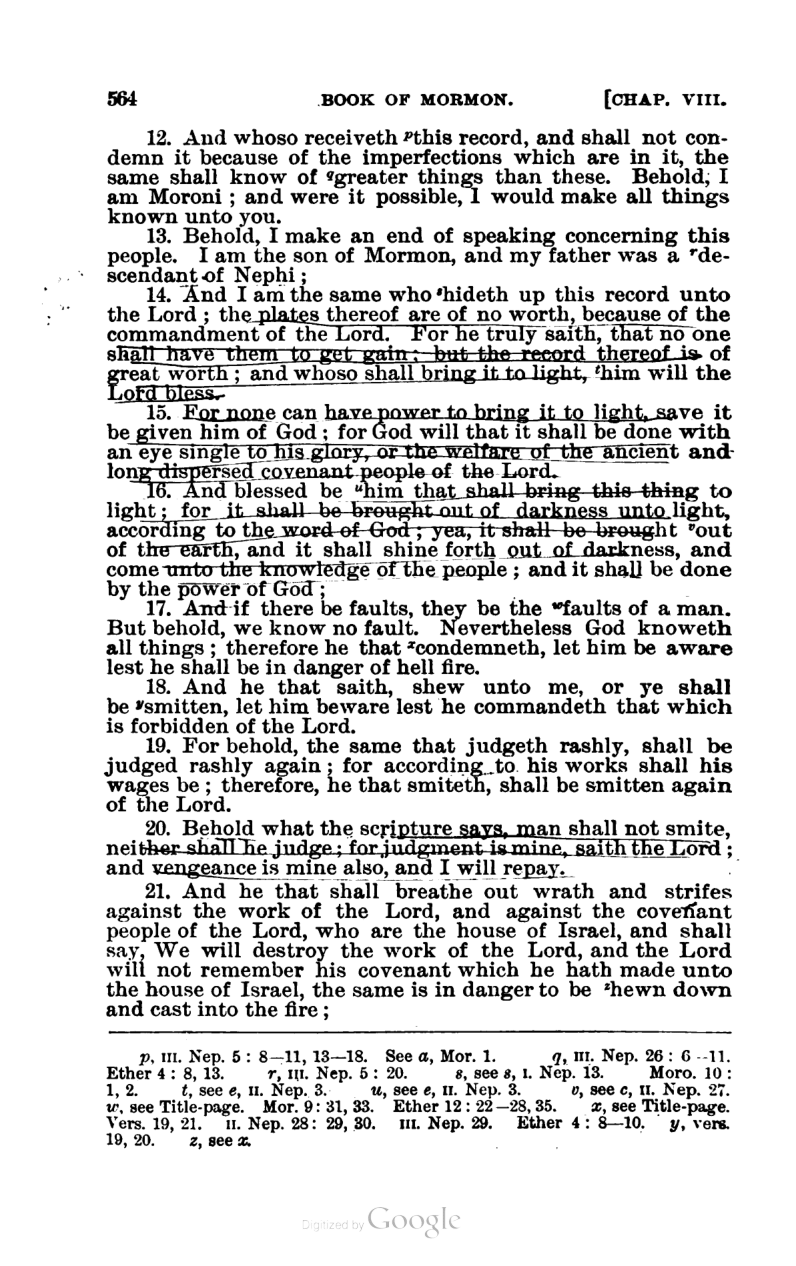 564 BOOK OF MORMON. [CHAP. VIII.
12. And whoso receiveth pthis record, and shall not con-
demn it because of the imperfections which are in it, the
same shall know of qgreater things than these. Behold, I
am Moroni ; and were it possible, I would make all things
known unto you.
13. Behold, I make an end of speaking concerning this
people. I am the son of Mormon, and my father was a rde-
scendant of Nephi ;
14. And I am the same who shideth up this record unto
the Lord ; the plates thereof are of no worth, because of the
commandment of the Lord. For he truly saith, that no one
shall have them to get gain ; but the record thereof is of
great worth ; and whoso shall bring it to light, thim will the
Lord bless.
15. For none can have power to bring it to light, save it
be given him of God ; for God will that it shall be done with
an eye single to his glory, or the welfare of the ancient and
long dispersed covenant people of the Lord.
16. And blessed be uhim that shall bring this thing to
light ; for it shall be brought out of darkness unto light,
according to the word of God ; yea, it shall be brought vout
of the earth, and it shall shine forth out of darkness, and
come unto the knowledge of the people ; and it shall be done
by the power of God ;
17. And if there be faults, they be the wfaults of a man.
But behold, we know no fault. Nevertheless God knoweth
all things ; therefore he that xcondemneth, let him be aware
lest he shall be in danger of hell fire.
18. And he that saith, shew unto me, or ye shall
be ysmitten, let him beware lest he commandeth that which
is forbidden of the Lord.
19. For behold, the same that judgeth rashly, shall be
judged rashly again ; for according to his works shall his
wages be ; therefore, he that smiteth, shall be smitten again
of the Lord.
20. Behold what the scripture says, man shall not smite,
neither shall he judge ; for judgment is mine, saith the Lord ;
and vengeance is mine also, and I will repay.
21. And he that shall breathe out wrath and strifes
against the work of the Lord, and against the covenant
people of the Lord, who are the house of Israel, and shall
say, We will destroy the work of the Lord, and the Lord
will not remember his covenant which he hath made unto
the house of Israel, the same is in danger to be zhewn down
and cast into the fire ;
p, III. Nep. 5 : 8—11, 13—18. See a, Mor. 1. q, III. Nep. 26 : 6--11.
Ether 4 : 8, 13. r, III. Nep. 5 : 20. s, see s, I. Nep. 13. Moro. 10 :
1, 2. t, see e, II. Nep. 3. u, see e, II. Nep. 3. v, see c, II. Nep. 27.
w, see Title-page. Mor. 9 : 31, 33. Ether 12 : 22—28, 35. x, see Title-page.
Vers. 19, 21. II. Nep. 28 : 29, 30. III. Nep. 29. Ether 4 : 8—10. y, vers.
19, 20. z, see x.
Digitized by Google